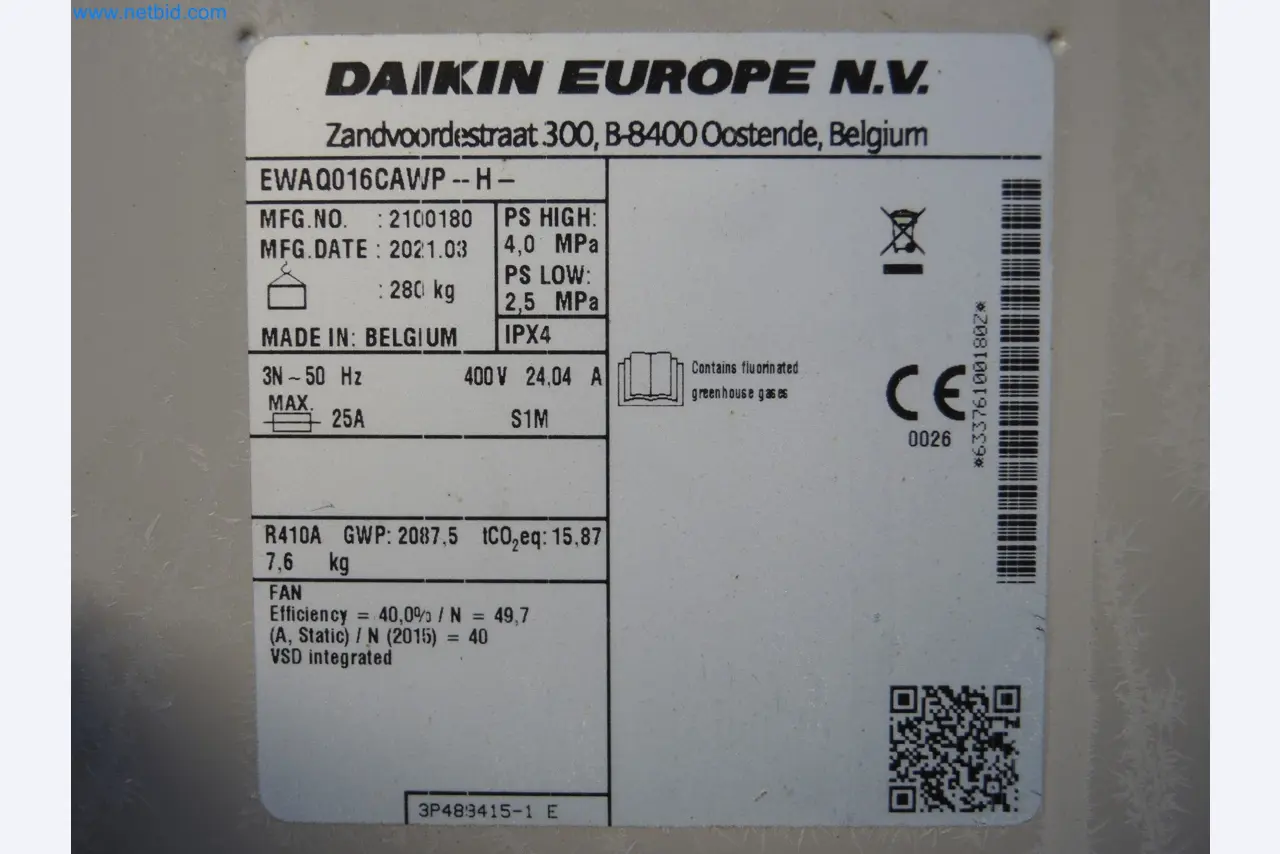 www.netbid.com
DAIKIN EUROPE N.V.
Zandvoordestraat 300, B-8400 Oostende, Belgium
EWAQ016CAWP--H-
MFG.NO. : 2100180
MFG.DATE : 2021.03
: 280 kg
MADE IN: BELGIUM
PS HIGH:
4,0 MPa
PS LOW:
2,5 MPa
IPX4
3N~50 Hz 400V 24,04 A
MAX. 25A S1M
R410A GWP: 2087,5 tCO₂eq: 15,87
7,6 kg
FAN
Efficiency = 40,0% / N = 49,7
(A, Static) / N (2015) = 40
VSD integrated
3P489415-1 E
Contains fluorinated
greenhouse gases
CE
0026
*6337610018 0Z*